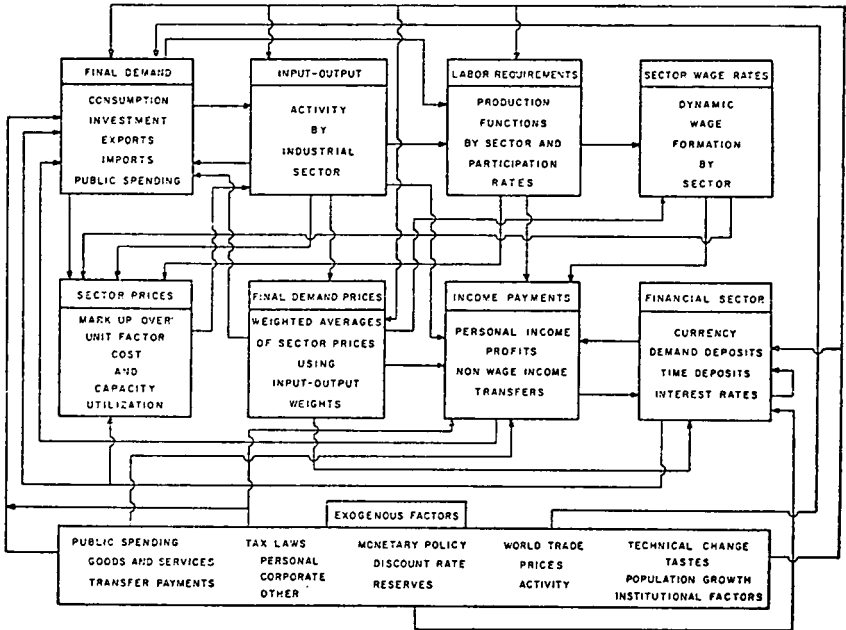 FINAL DEMAND
CONSUMPTION
INVESTMENT
EXPORTS
IMPORTS
PUBLIC SPENDING
INPUT-OUTPUT
ACTIVITY
BY
INDUSTRIAL
SECTOR
LABOR REQUIREMENTS
PRODUCTION
FUNCTIONS
BY SECTOR AND
PARTICIPATION
RATES
SECTOR WAGE RATES
DYNAMIC
WAGE
FORMATION
BY
SECTOR
SECTOR PRICES
MARK UP OVER
UNIT FACTOR
COST
AND
CAPACITY
UTILIZATION
FINAL DEMAND PRICES
WEIGHTED AVERAGES
OF SECTOR PRICES
USING
INPUT-OUTPUT
WEIGHTS
INCOME PAYMENTS
PERSONAL INCOME
PROFITS
NON WAGE INCOME
TRANSFERS
FINANCIAL SECTOR
CURRENCY
DEMAND DEPOSITS
TIME DEPOSITS
INTEREST RATES
EXOGENOUS FACTORS
PUBLIC SPENDING
GOODS AND SERVICES
TRANSFER PAYMENTS
TAX LAWS
PERSONAL
CORPORATE
OTHER
MONETARY POLICY
DISCOUNT RATE
RESERVES
WORLD TRADE
PRICES
ACTIVITY
TECHNICAL CHANGE
TASTES
POPULATION GROWTH
INSTITUTIONAL FACTORS